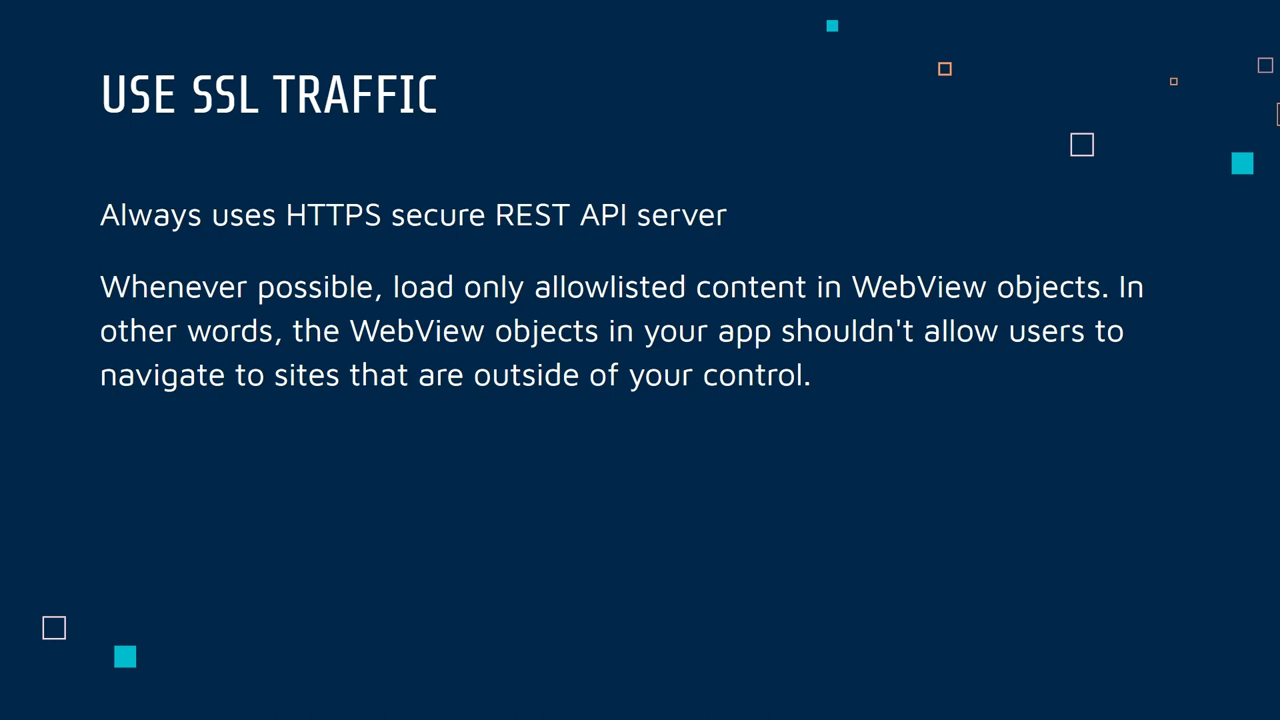 USE SSL TRAFFIC
Always uses HTTPS secure REST API server
Whenever possible, load only allowlisted content in WebView objects. In
other words, the WebView objects in your app shouldn't allow users to
navigate to sites that are outside of your control.